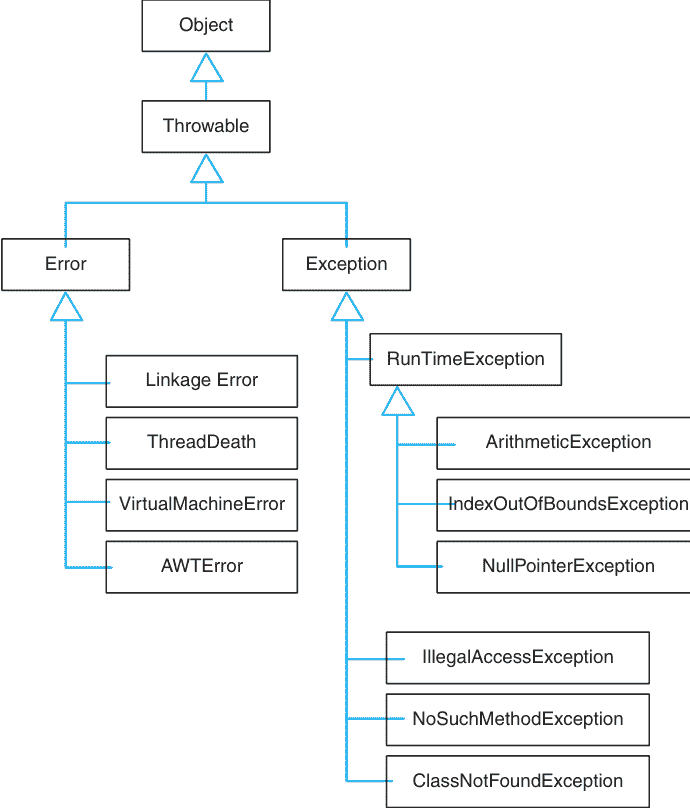 Object
Throwable
Error
Exception
RunTimeException
Linkage Error
ThreadDeath
VirtualMachineError
AWTError
ArithmeticException
IndexOutOfBoundsException
NullPointerException
IllegalAccessException
NoSuchMethodException
ClassNotFoundException